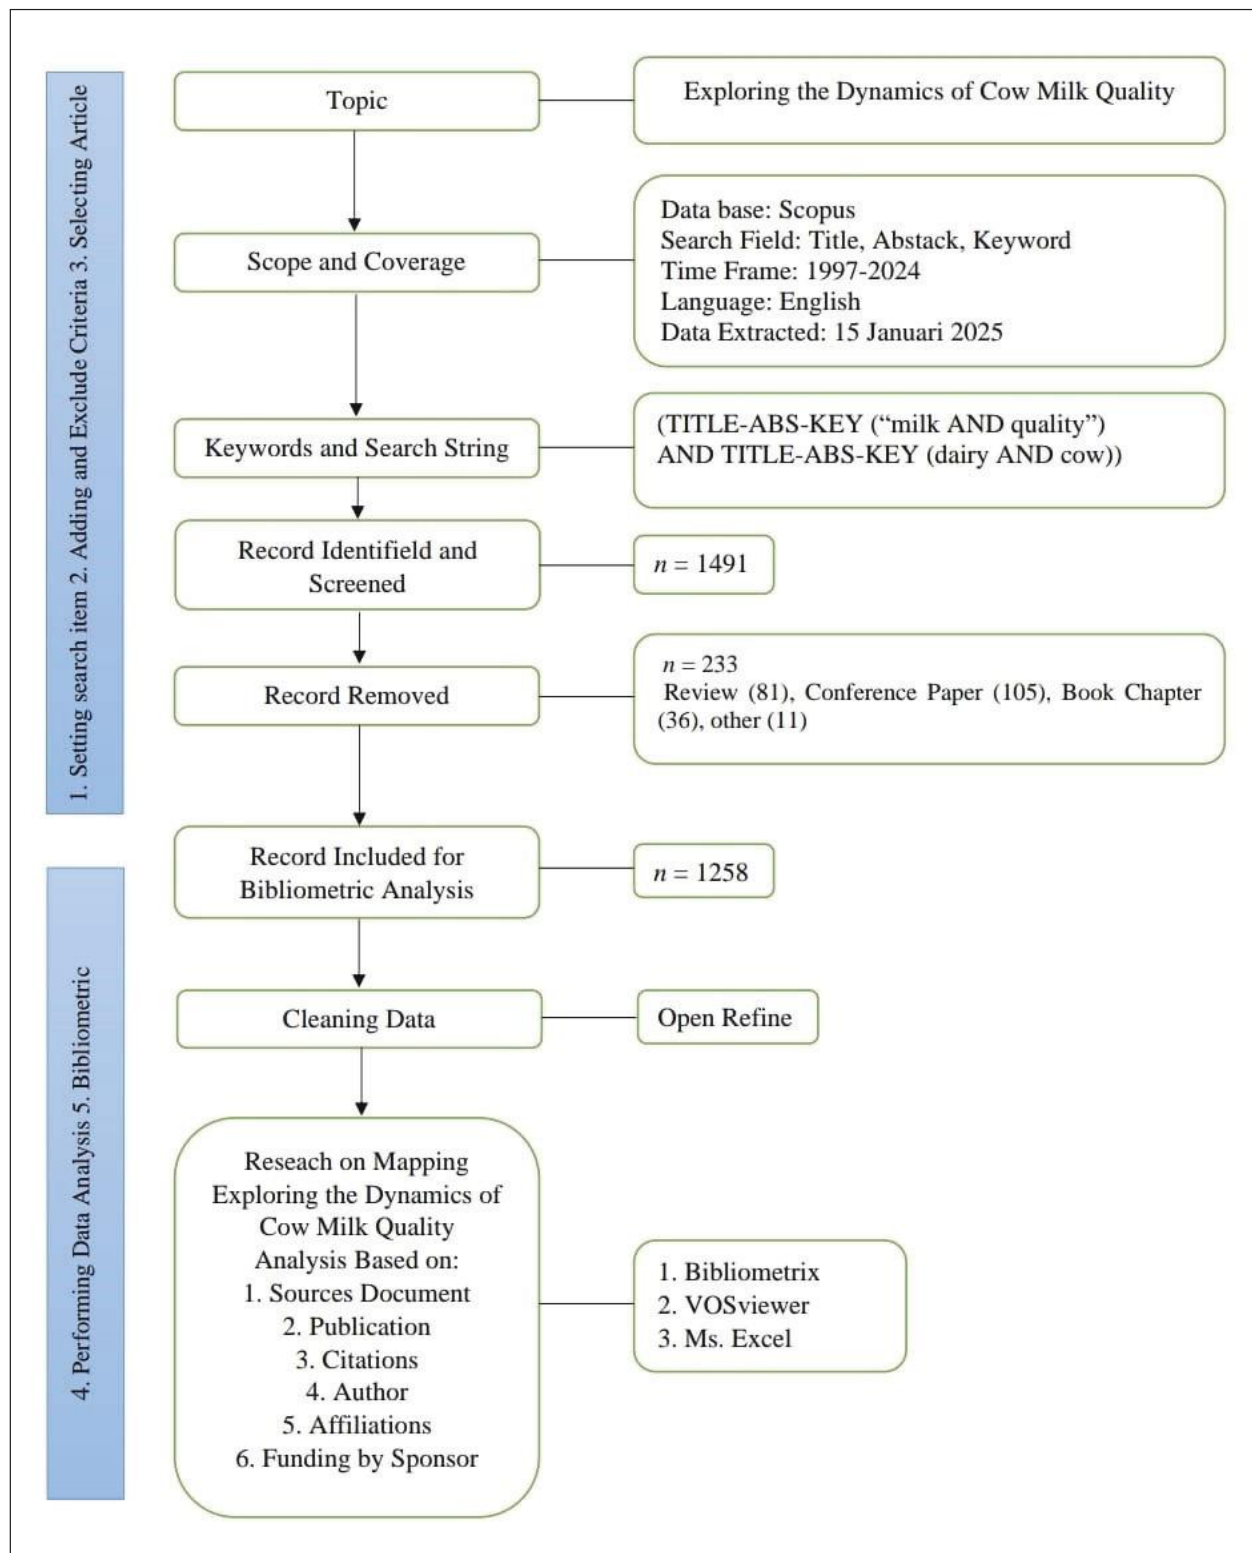 1. Setting search item 2. Adding and Exclude Criteria 3. Selecting Article
Topic
Exploring the Dynamics of Cow Milk Quality
Scope and Coverage
Data base: Scopus
Search Field: Title, Abstack, Keyword
Time Frame: 1997-2024
Language: English
Data Extracted: 15 Januari 2025
Keywords and Search String
(TITLE-ABS-KEY (“milk AND quality”)
AND TITLE-ABS-KEY (dairy AND cow))
Record Identifield and
Screened
n = 1491
Record Removed
n = 233
Review (81), Conference Paper (105), Book Chapter
(36), other (11)
Record Included for
Bibliometric Analysis
n = 1258
4. Performing Data Analysis 5. Bibliometric
Cleaning Data
Open Refine
Reseach on Mapping
Exploring the Dynamics of
Cow Milk Quality
Analysis Based on:
1. Sources Document
2. Publication
3. Citations
4. Author
5. Affiliations
6. Funding by Sponsor
1. Bibliometrix
2. VOSviewer
3. Ms. Excel